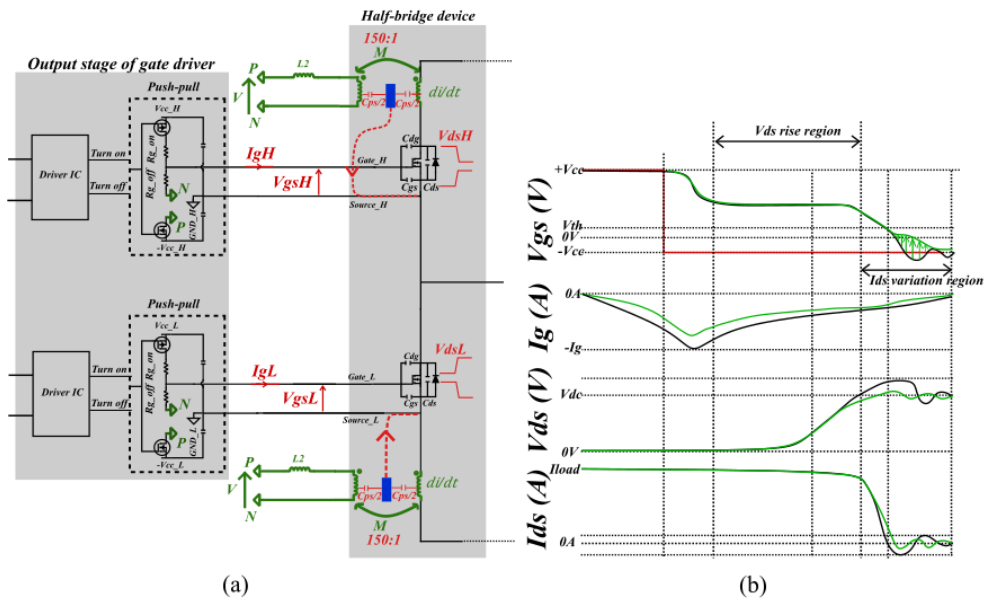 (a)
Half-bridge device
150:1
M
Output stage of gate driver
P
L2
V
N
di/dt
Cps/2
Cps/2
Push-pull
Vcc_H
VdsH
Driver IC
Turn on
Turn off
Rg_on
Rg_off
N
P
GND_H
-Vcc_H
IgH
VgsH
Gate_H
Source_H
Cdg
Cgs
Cds
Push-pull
Vcc_L
VdsL
Driver IC
Turn on
Turn off
Rg_on
Rg_off
N
P
GND_L
-Vcc_L
IgL
VgsL
Gate_L
Source_L
Cdg
Cgs
Cds
P
L2
V
N
di/dt
Cps/2
Cps/2
M
150:1
(a)
Vds rise region
Vgs (V)
+Vcc
Vth
0V
-Vcc
Ids variation region
Ig (A)
0A
-Ig
Vds (V)
Vdc
0V
Ids (A)
Iload
0A
(b)